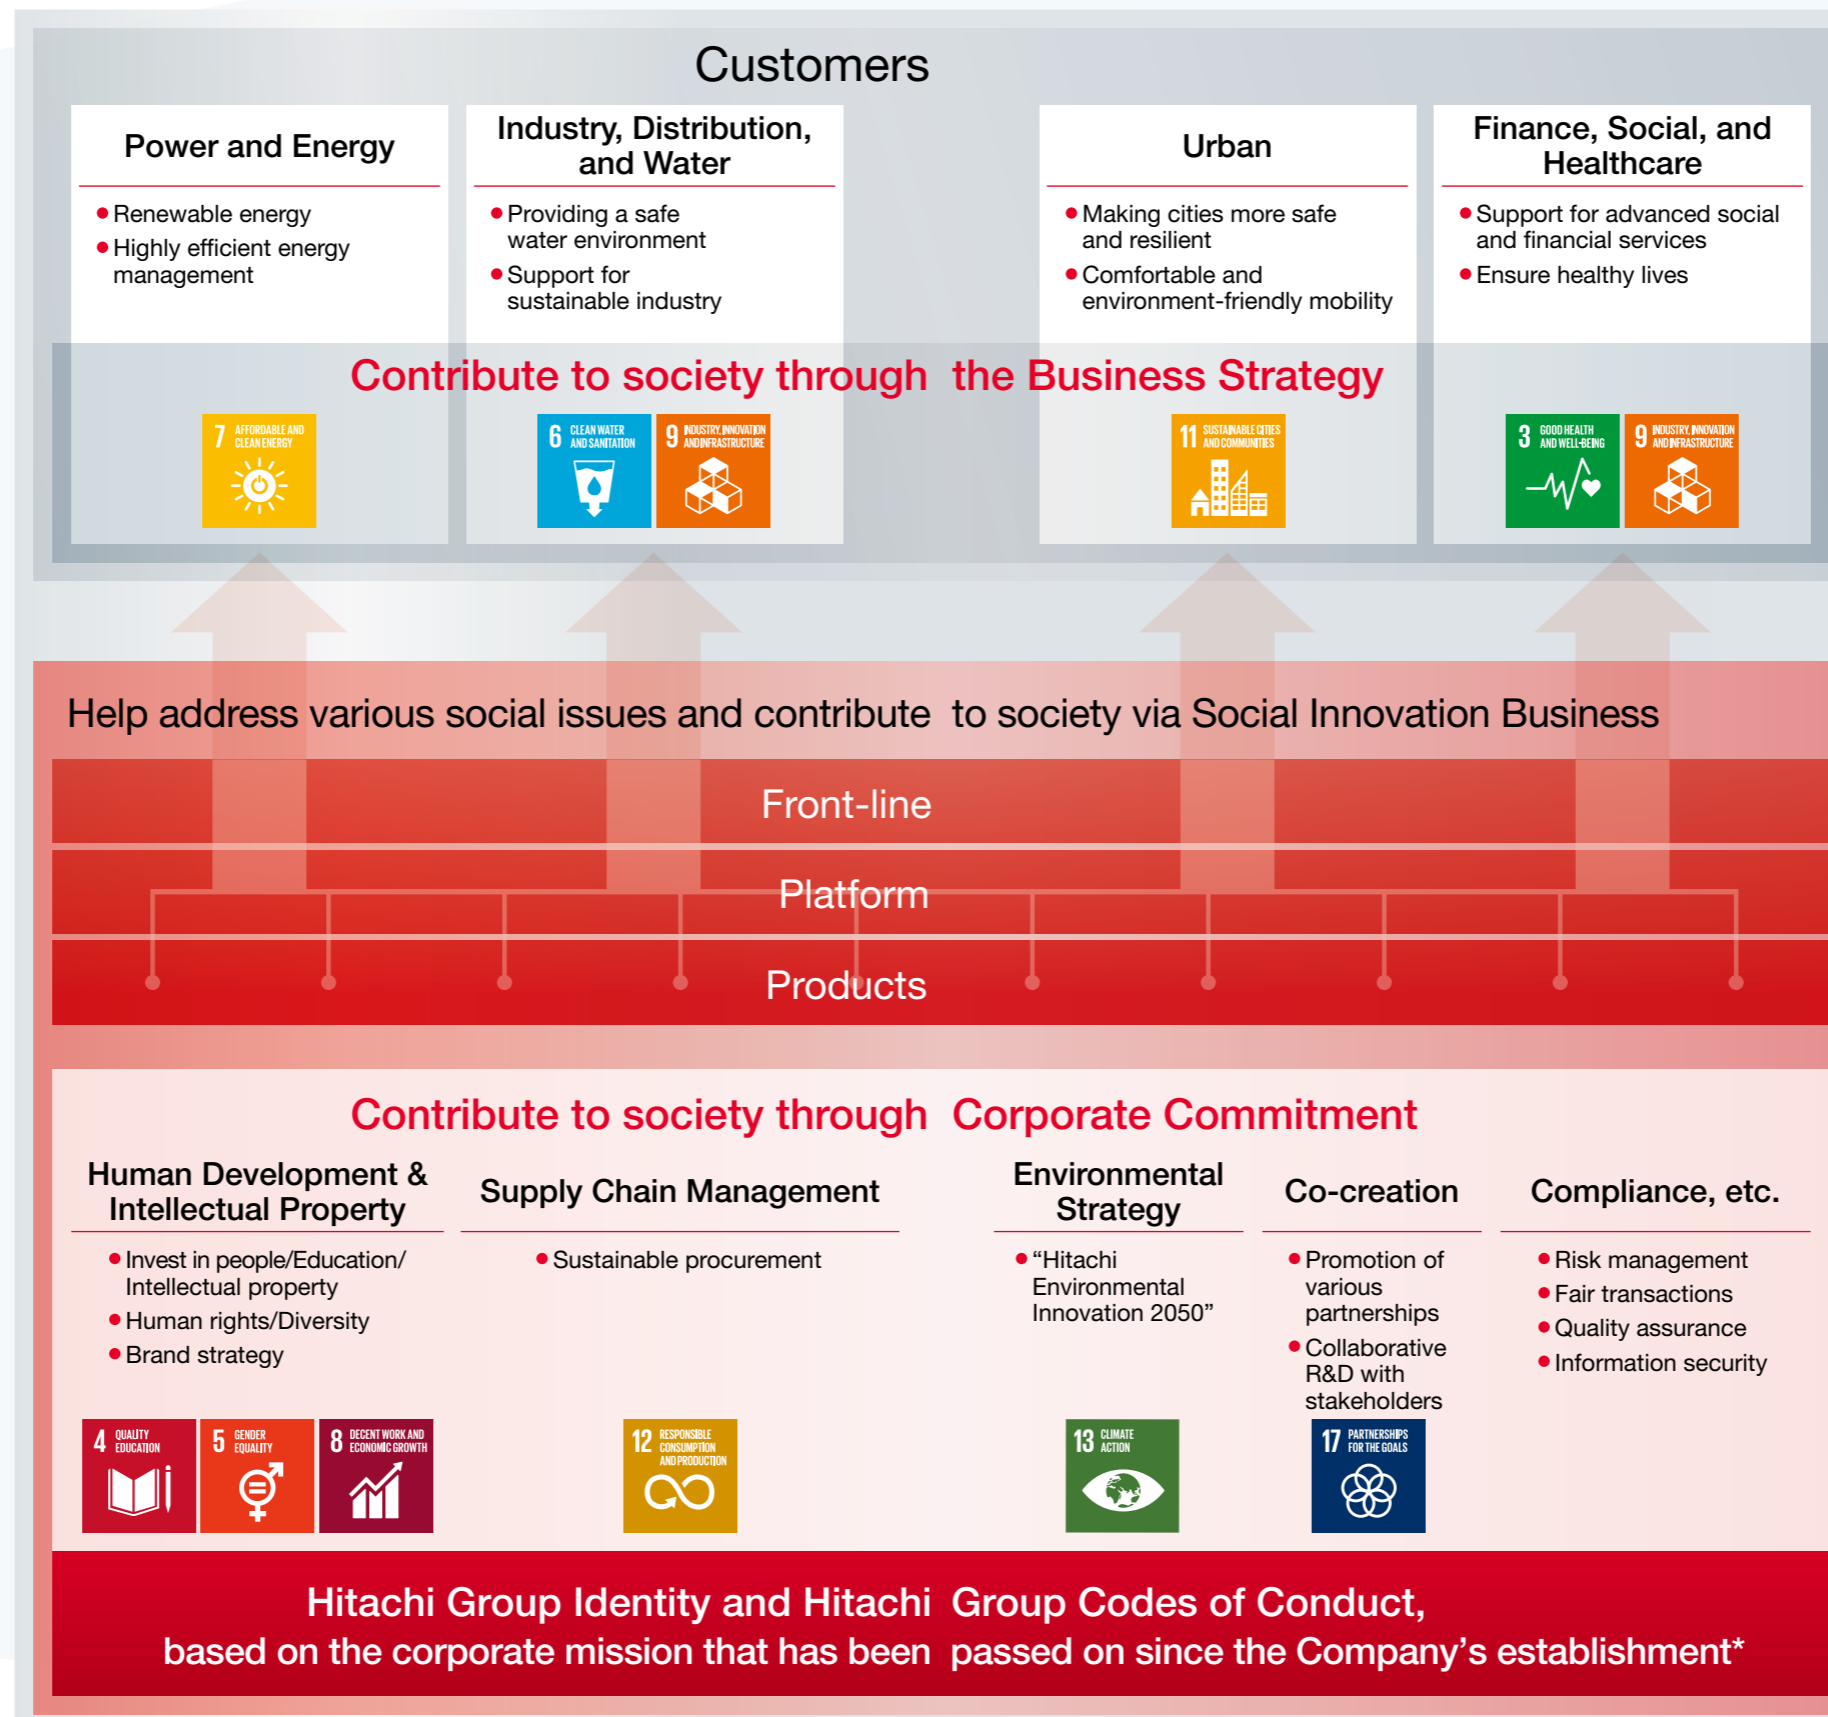 Customers
Power and Energy
• Renewable energy
• Highly efficient energy
management
Industry, Distribution,
and Water
• Providing a safe
water environment
• Support for
sustainable industry
Urban
• Making cities more safe
and resilient
• Comfortable and
environment-friendly mobility
Finance, Social, and
Healthcare
• Support for advanced social
and financial services
• Ensure healthy lives
Contribute to society through the Business Strategy
7 AFFORDABLE AND
CLEAN ENERGY
6 CLEAN WATER
AND SANITATION
9 INDUSTRY, INNOVATION
AND INFRASTRUCTURE
11 SUSTAINABLE CITIES
AND COMMUNITIES
3 GOOD HEALTH
AND WELL-BEING
9 INDUSTRY, INNOVATION
AND INFRASTRUCTURE
Help address various social issues and contribute to society via Social Innovation Business
Front-line
Platform
Products
Contribute to society through Corporate Commitment
Human Development &
Intellectual Property
• Invest in people/Education/
Intellectual property
• Human rights/Diversity
• Brand strategy
Supply Chain Management
• Sustainable procurement
Environmental
Strategy
• “Hitachi
Environmental
Innovation 2050”
Co-creation
• Promotion of
various
partnerships
• Collaborative
R&D with
stakeholders
Compliance, etc.
• Risk management
• Fair transactions
• Quality assurance
• Information security
4 QUALITY
EDUCATION
5 GENDER
EQUALITY
8 DECENT WORK AND
ECONOMIC GROWTH
12 RESPONSIBLE
CONSUMPTION
AND PRODUCTION
13 CLIMATE
ACTION
17 PARTNERSHIPS
FOR THE GOALS
Hitachi Group Identity and Hitachi Group Codes of Conduct,
based on the corporate mission that has been passed on since the Company’s establishment*